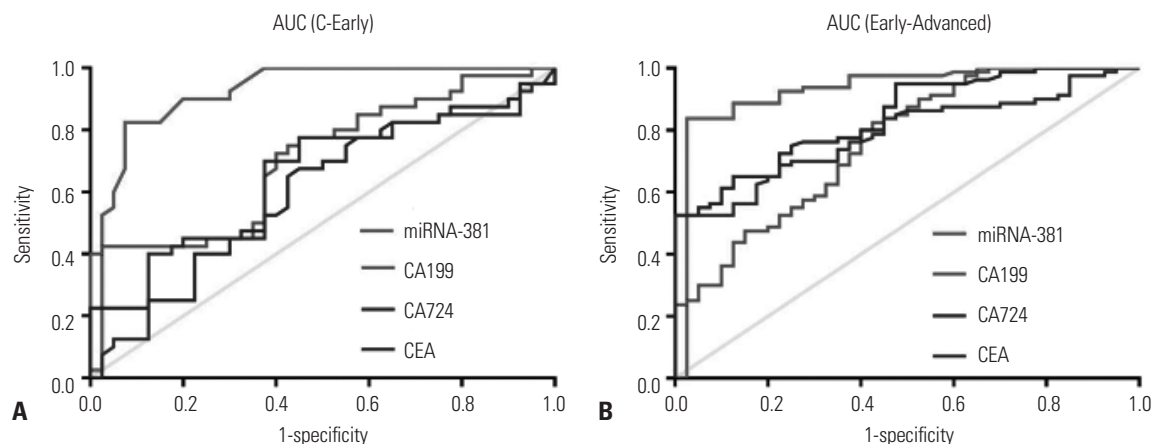 AUC (C-Early)
1.0
0.8
0.6
0.4
0.2
0.0
Sensitivity
miRNA-381
CA199
CA724
CEA
0.0 0.2 0.4 0.6 0.8 1.0
1-specificity
A
AUC (Early-Advanced)
1.0
0.8
0.6
0.4
0.2
0.0
Sensitivity
miRNA-381
CA199
CA724
CEA
0.0 0.2 0.4 0.6 0.8 1.0
1-specificity
B